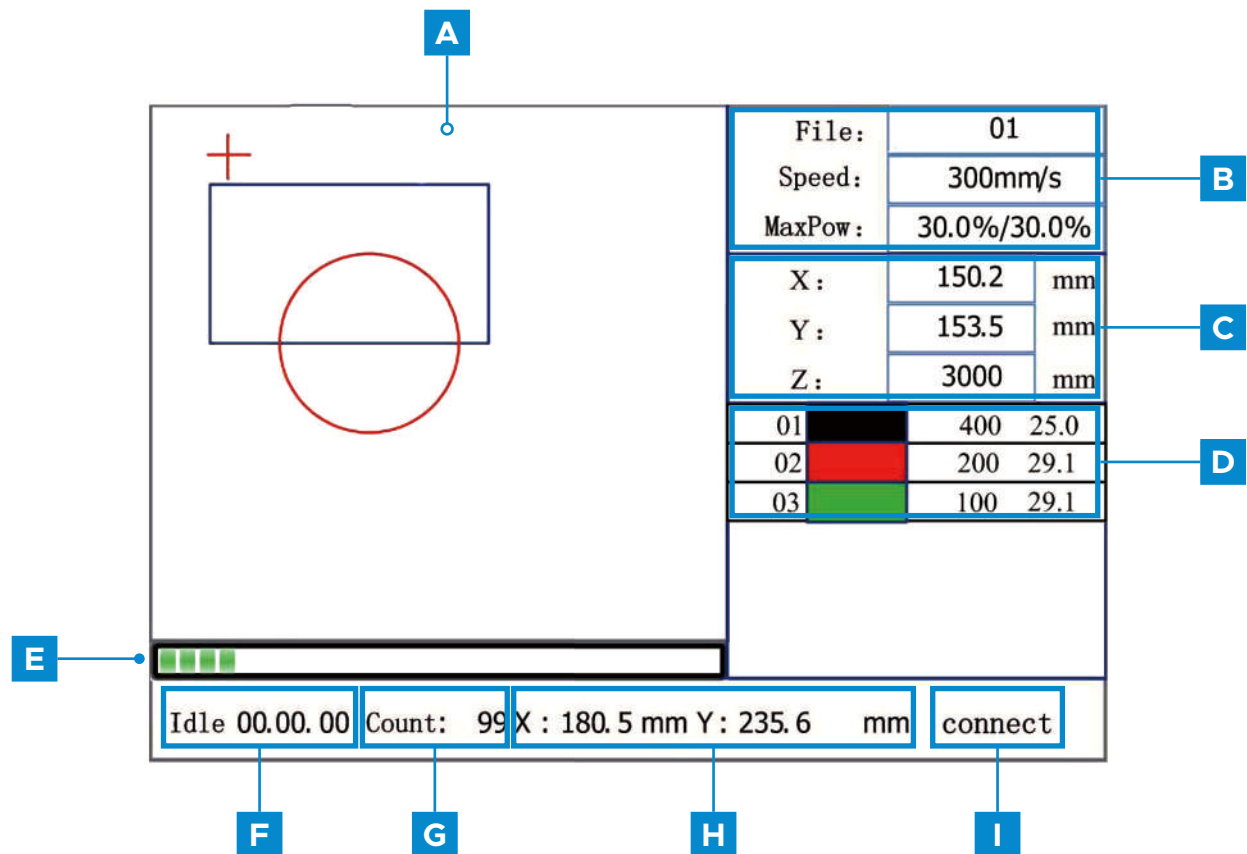 A
File: 01
Speed: 300mm/s
MaxPow: 30.0%/30.0%
B
X: 150.2 mm
Y: 153.5 mm
Z: 3000 mm
C
01 400 25.0
02 200 29.1
03 100 29.1
D
E
Idle 00.00.00 Count: 99 X : 180.5 mm Y: 235.6 mm connect
F G H I